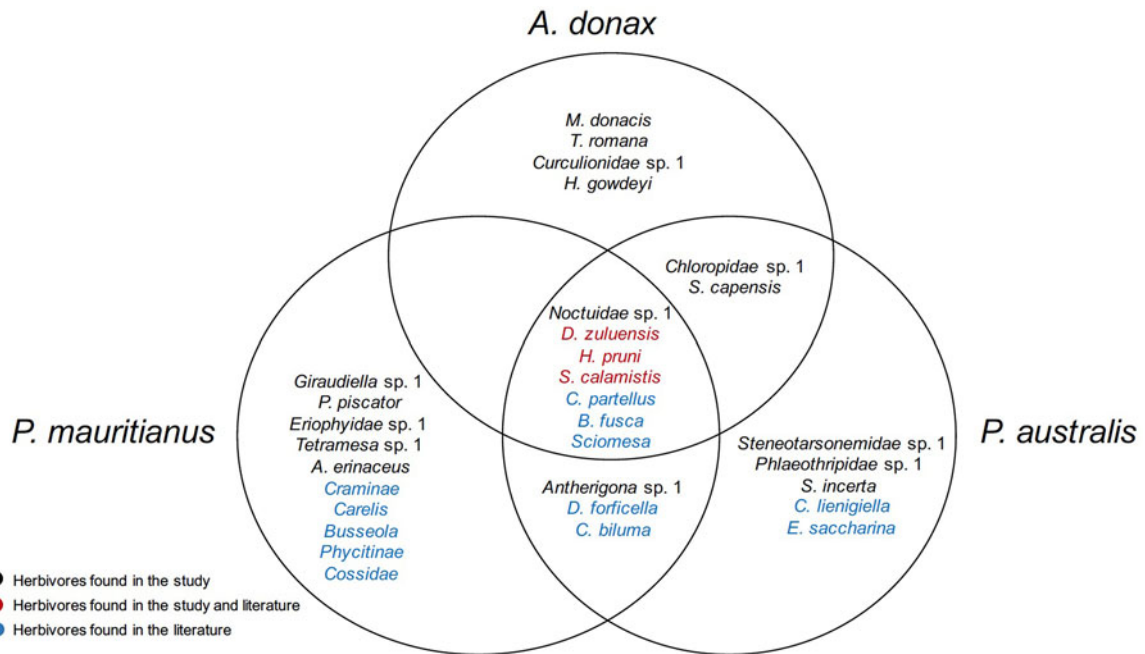 A. donax
M. donacis
T. romana
Curculionidae sp. 1
H. gowdeyi
Chloropidae sp. 1
S. capensis
Noctuidae sp. 1
D. zuluensis
H. pruni
S. calamistis
C. partellus
B. fusca
Sciomesa
P. mauritianus
Giraudiella sp. 1
P. piscator
Eriophyidae sp. 1
Tetramesa sp. 1
A. erinaceus
Craminae
Carelis
Busseola
Phycitinae
Cossidae
Antherigona sp. 1
D. forficella
C. biluma
P. australis
Steneotarsonemidae sp. 1
Phlaeothripidae sp. 1
S. incerta
C. lienigiella
E. saccharina
Herbivores found in the study
Herbivores found in the study and literature
Herbivores found in the literature